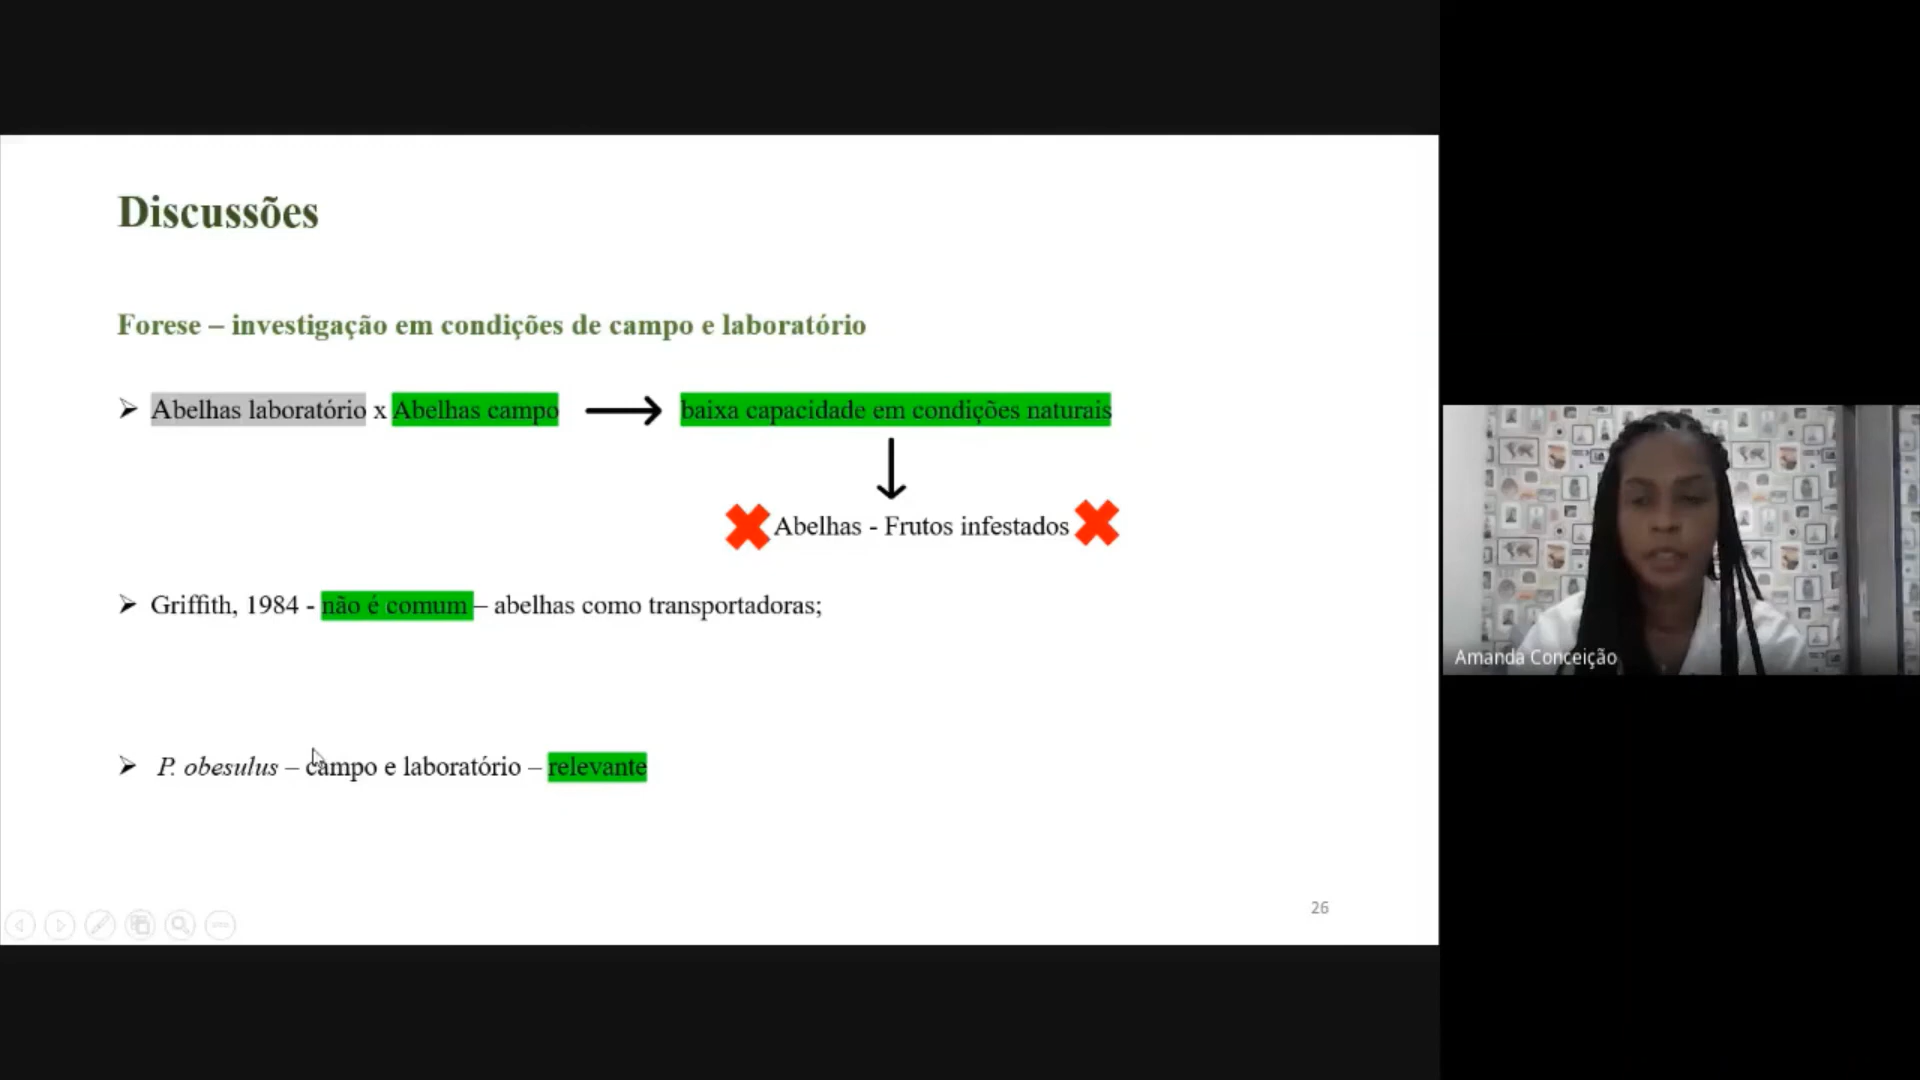 Discussões
Forese – investigação em condições de campo e laboratório
Abelhas laboratório x Abelhas campo
baixa capacidade em condições naturais
Abelhas - Frutos infestados
Griffith, 1984 - não é comum – abelhas como transportadoras;
P. obesulus – campo e laboratório – relevante
26
Amanda Conceição